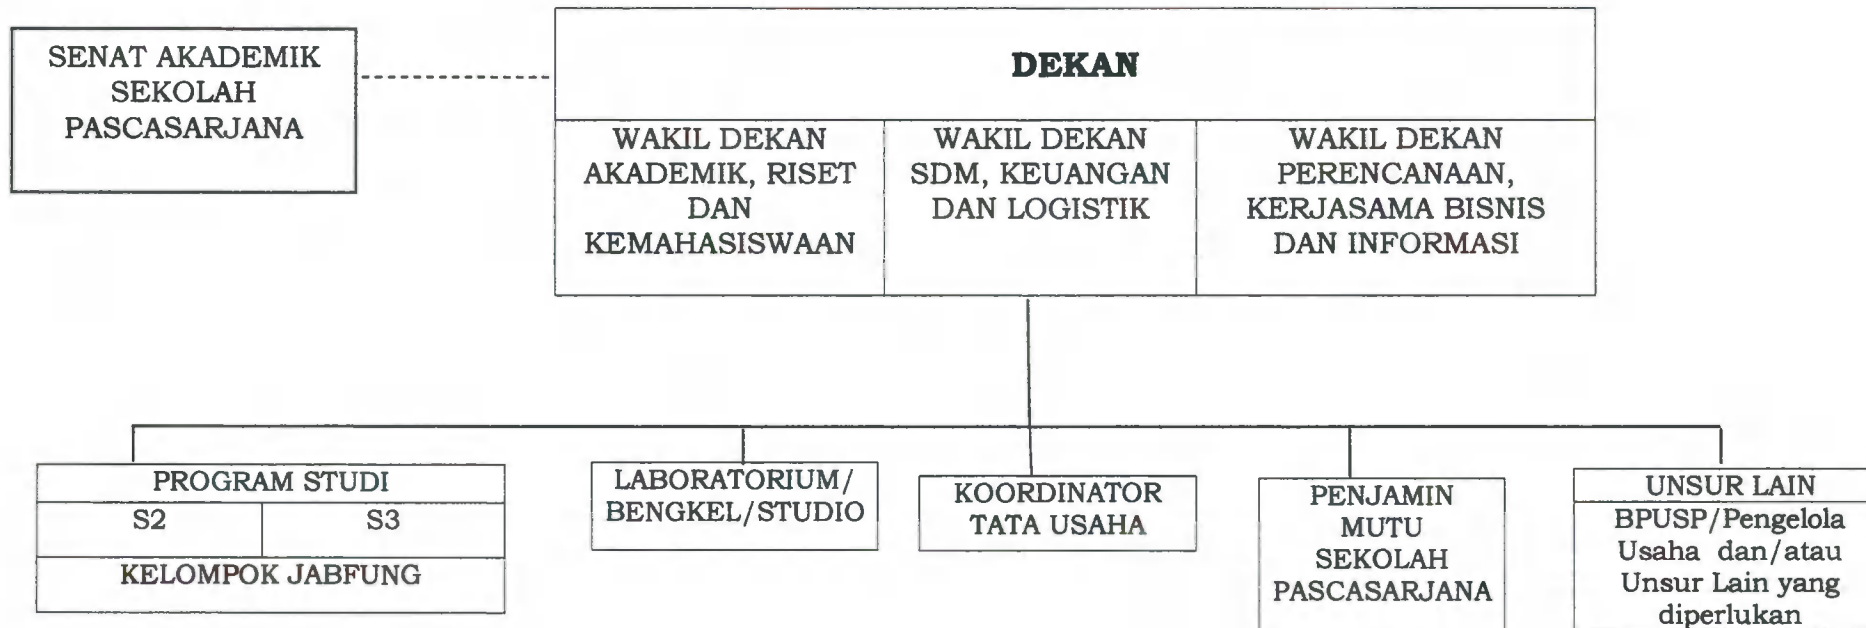 SENAT AKADEMIK
SEKOLAH
PASCASARJANA
DEKAN
WAKIL DEKAN
AKADEMIK, RISET
DAN
KEMAHASISWAAN
WAKIL DEKAN
SDM, KEUANGAN
DAN LOGISTIK
WAKIL DEKAN
PERENCANAAN,
KERJASAMA BISNIS
DAN INFORMASI
PROGRAM STUDI
S2
S3
KELOMPOK JABFUNG
LABORATORIUM/
BENGKEL/STUDIO
KOORDINATOR
TATA USAHA
PENJAMIN
MUTU
SEKOLAH
PASCASARJANA
UNSUR LAIN
BPUSP/Pengelola
Usaha dan/atau
Unsur Lain yang
diperlukan